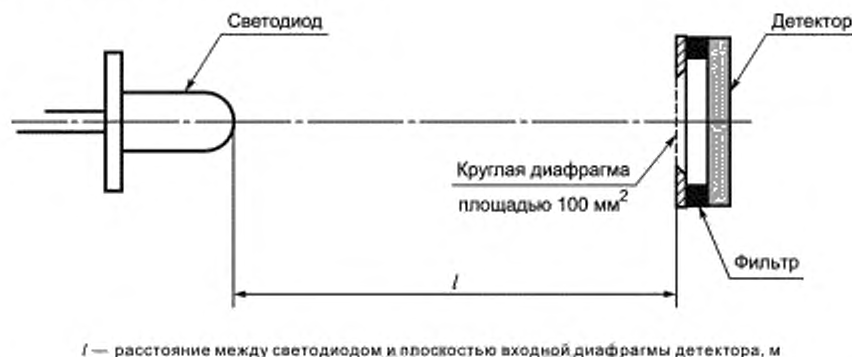 Светодиод
Детектор
Круглая диафрагма
площадью 100 мм²
Фильтр
l
l — расстояние между светодиодом и плоскостью входной диафрагмы детектора, м